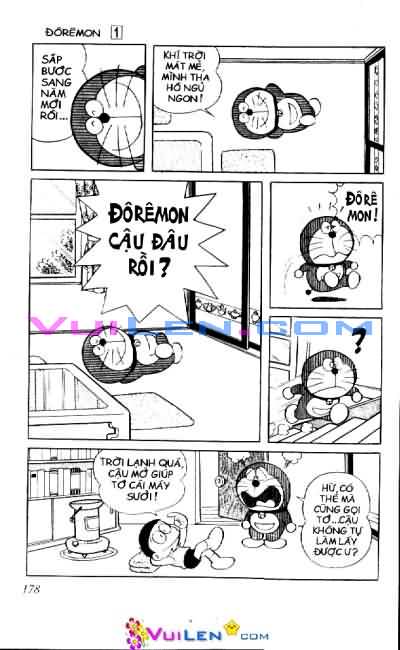 ĐÔRÊMON 1
SẮP
BƯỚC
SANG
NĂM
MỚI
RỒI...
KHÍ TRỜI
MÁT MẺ,
MÌNH THA
HỒ NGỦ
NGON!
ĐÔRÊMON
CẬU ĐÂU
RỒI?
ĐÔRÊ
MON!
VUILEN.COM
?
TRỜI LẠNH QUÁ,
CẬU MỞ GIÚP
TỚ CÁI MÁY
SƯỞI!
HỪ, CÓ
THẾ MÀ
CŨNG GỌI
TỚ...CẬU
KHÔNG TỰ
LÀM LẤY
ĐƯỢC Ư?
178
VUILEN.COM